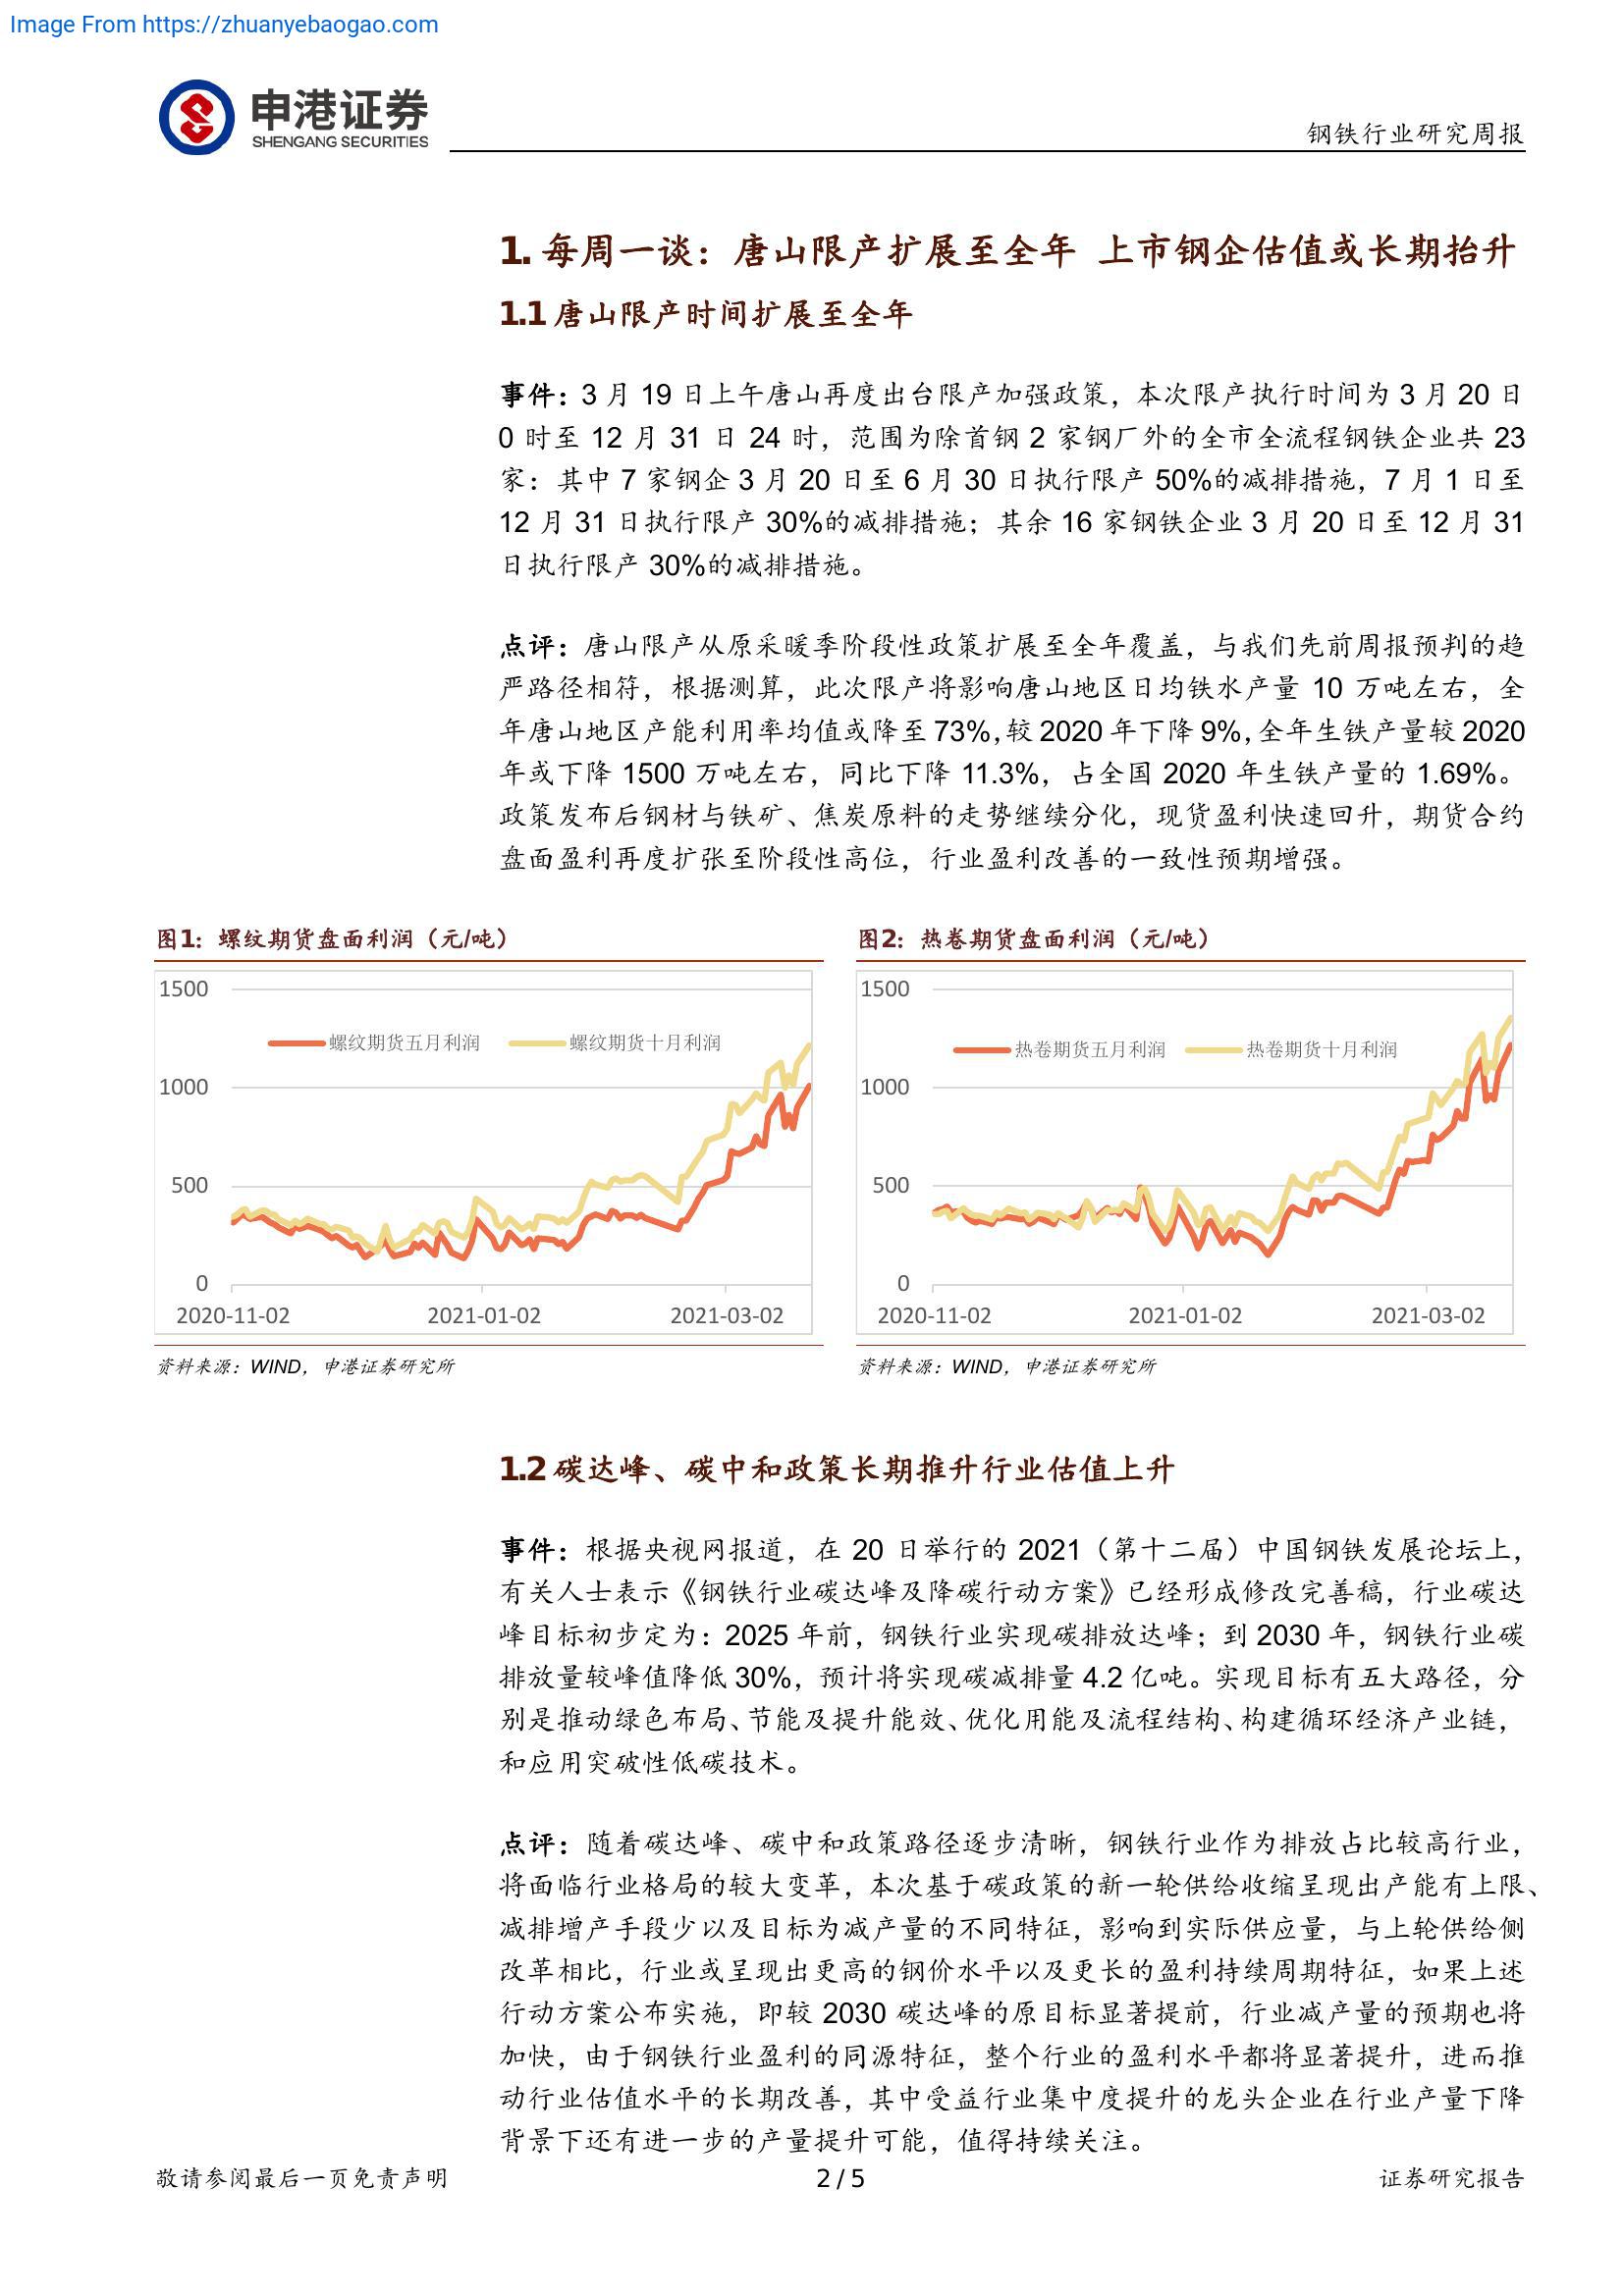 Image From https://zhuanyebaogao.com
申港证券
SHENGANG SECURITIES
钢铁行业研究周报
1. 每周一谈：唐山限产扩展至全年 上市钢企估值或长期抬升
1.1 唐山限产时间扩展至全年
事件：3 月 19 日上午唐山再度出台限产加强政策，本次限产执行时间为 3 月 20 日
0 时至 12 月 31 日 24 时，范围为除首钢 2 家钢厂外的全市全流程钢铁企业共 23
家：其中 7 家钢企 3 月 20 日至 6 月 30 日执行限产 50%的减排措施，7 月 1 日至
12 月 31 日执行限产 30%的减排措施；其余 16 家钢铁企业 3 月 20 日至 12 月 31
日执行限产 30%的减排措施。
点评：唐山限产从原采暖季阶段性政策扩展至全年覆盖，与我们先前周报预判的趋
严路径相符，根据测算，此次限产将影响唐山地区日均铁水产量 10 万吨左右，全
年唐山地区产能利用率均值或降至 73%，较 2020 年下降 9%，全年生铁产量较 2020
年或下降 1500 万吨左右，同比下降 11.3%，占全国 2020 年生铁产量的 1.69%。
政策发布后钢材与铁矿、焦炭原料的走势继续分化，现货盈利快速回升，期货合约
盘面盈利再度扩张至阶段性高位，行业盈利改善的一致性预期增强。
图1：螺纹期货盘面利润（元/吨）
1500
螺纹期货五月利润 螺纹期货十月利润
1000
500
0
2020-11-02 2021-01-02 2021-03-02
资料来源：WIND，申港证券研究所
图2：热卷期货盘面利润（元/吨）
1500
热卷期货五月利润 热卷期货十月利润
1000
500
0
2020-11-02 2021-01-02 2021-03-02
资料来源：WIND，申港证券研究所
1.2 碳达峰、碳中和政策长期推升行业估值上升
事件：根据央视网报道，在 20 日举行的 2021（第十二届）中国钢铁发展论坛上，
有关人士表示《钢铁行业碳达峰及降碳行动方案》已经形成修改完善稿，行业碳达
峰目标初步定为：2025 年前，钢铁行业实现碳排放达峰；到 2030 年，钢铁行业碳
排放量较峰值降低 30%，预计将实现碳减排量 4.2 亿吨。实现目标有五大路径，分
别是推动绿色布局、节能及提升能效、优化用能及流程结构、构建循环经济产业链，
和应用突破性低碳技术。
点评：随着碳达峰、碳中和政策路径逐步清晰，钢铁行业作为排放占比较高行业，
将面临行业格局的较大变革，本次基于碳政策的新一轮供给收缩呈现出产能有上限、
减排增产手段少以及目标为减产量的不同特征，影响到实际供应量，与上轮供给侧
改革相比，行业或呈现出更高的钢价水平以及更长的盈利持续周期特征，如果上述
行动方案公布实施，即较 2030 碳达峰的原目标显著提前，行业减产量的预期也将
加快，由于钢铁行业盈利的同源特征，整个行业的盈利水平都将显著提升，进而推
动行业估值水平的长期改善，其中受益行业集中度提升的龙头企业在行业产量下降
背景下还有进一步的产量提升可能，值得持续关注。
敬请参阅最后一页免责声明
2 / 5
证券研究报告